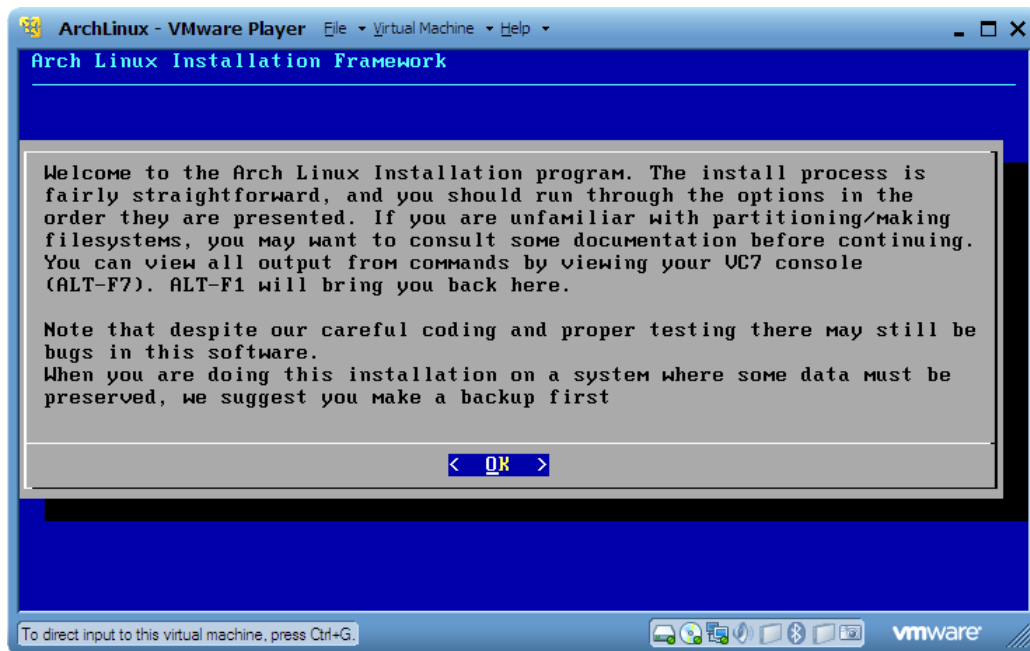 ArchLinux - VMware Player File Virtual Machine Help
Arch Linux Installation Framework
Welcome to the Arch Linux Installation program. The install process is
fairly straightforward, and you should run through the options in the
order they are presented. If you are unfamiliar with partitioning/making
filesystems, you may want to consult some documentation before continuing.
You can view all output from commands by viewing your VC7 console
(ALT-F7). ALT-F1 will bring you back here.
Note that despite our careful coding and proper testing there may still be
bugs in this software.
When you are doing this installation on a system where some data must be
preserved, we suggest you make a backup first
< OK >
To direct input to this virtual machine, press Ctrl+G.
vmware